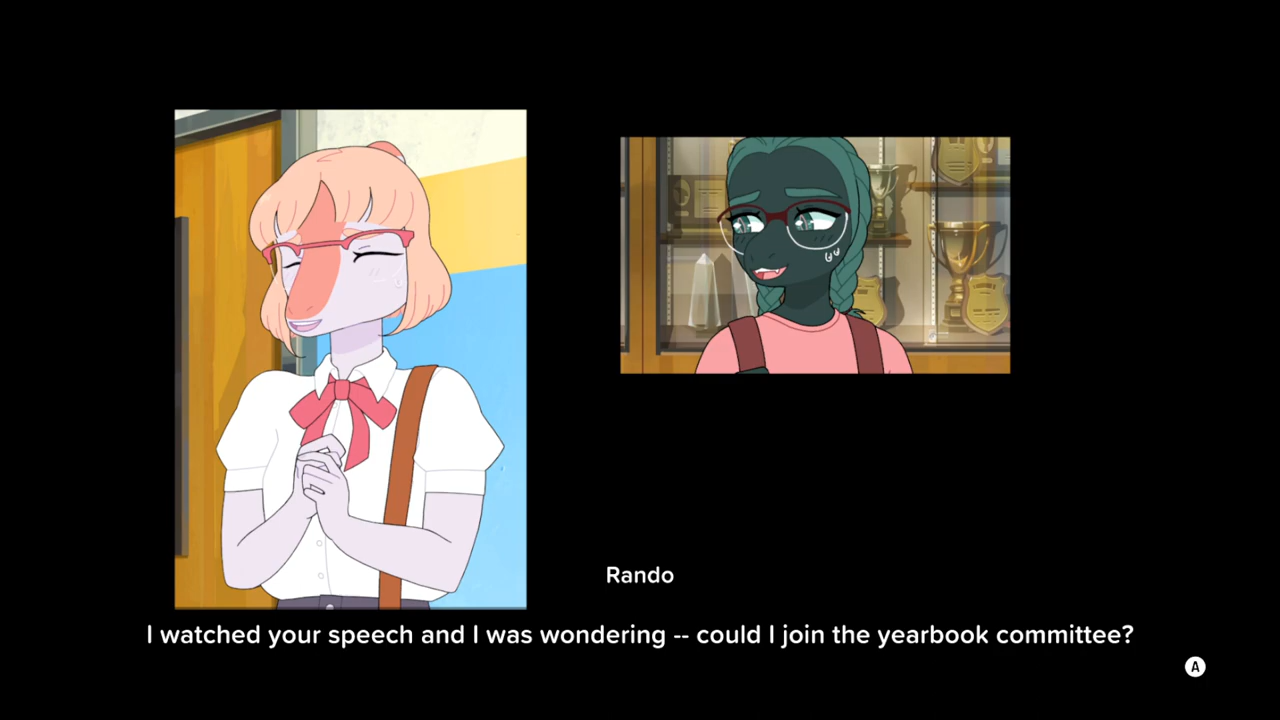 Rando
I watched your speech and I was wondering -- could I join the yearbook committee?
A